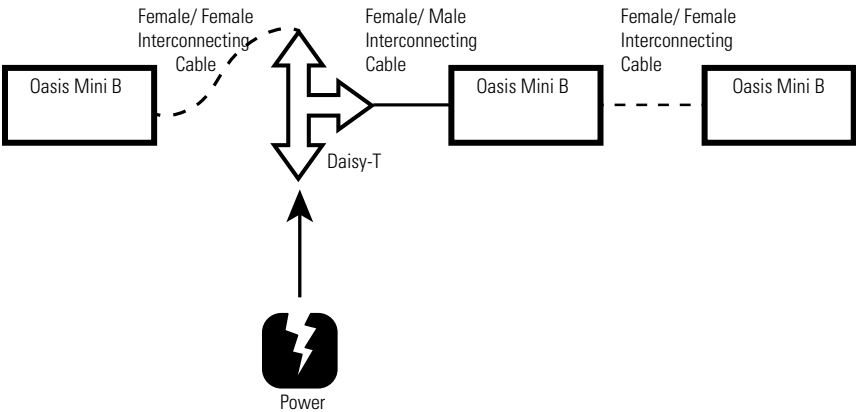 Female/ Female
Interconnecting
Cable
Female/ Male
Interconnecting
Cable
Female/ Female
Interconnecting
Cable
Oasis Mini B
Oasis Mini B
Oasis Mini B
Daisy-T
Power